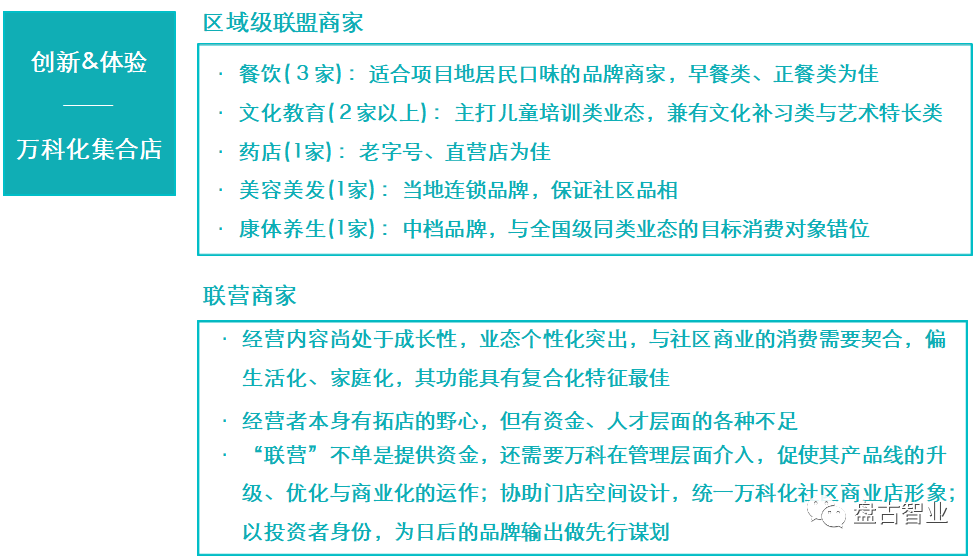 创新&体验
万科化集合店
区域级联盟商家
· 餐饮(3家)：适合项目地居民口味的品牌商家，早餐类、正餐类为佳
· 文化教育(2家以上)：主打儿童培训类业态，兼有文化补习类与艺术特长类
· 药店(1家)：老字号、直营店为佳
· 美容美发(1家)：当地连锁品牌，保证社区品相
· 康体养生(1家)：中档品牌，与全国级同类业态的目标消费对象错位
联营商家
· 经营内容尚处于成长性，业态个性化突出，与社区商业的消费需要契合，偏
生活化、家庭化，其功能具有复合化特征最佳
· 经营者本身有拓店的野心，但有资金、人才层面的各种不足
· “联营”不单是提供资金，还需要万科在管理层面介入，促使其产品线的升
级、优化与商业化的运作；协助门店空间设计，统一万科化社区商业店形象；
以投资者身份，为日后的品牌输出做先行谋划
盘古智业